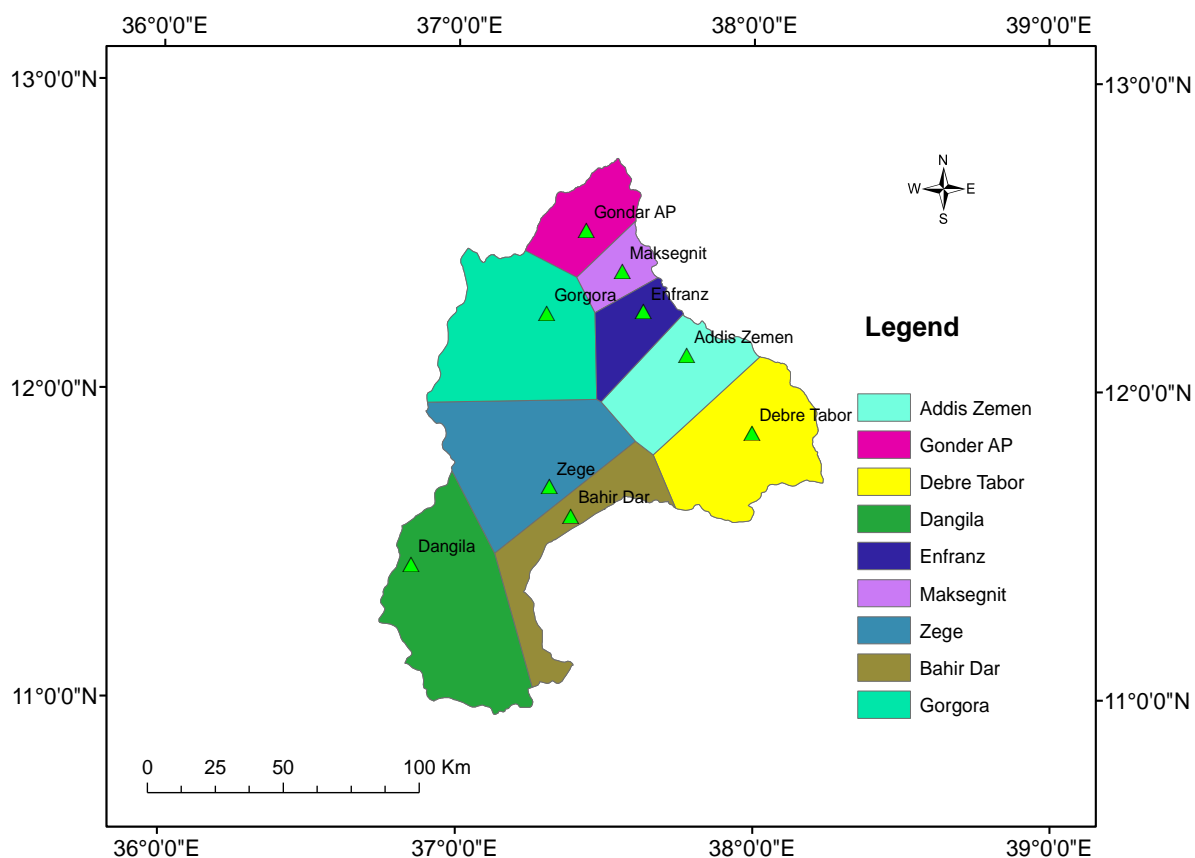 36°0'0"E 37°0'0"E 38°0'0"E 39°0'0"E
13°0'0"N 13°0'0"N
N
W E
S
Gondar AP
Maksegnit
Gorgora Enfranz
Legend
Addis Zemen
12°0'0"N 12°0'0"N
Addis Zemen
Debre Tabor
Gonder AP
Zege
Debre Tabor
Bahir Dar
Dangila
Dangila
Enfranz
Maksegnit
Zege
Bahir Dar
11°0'0"N 11°0'0"N
Gorgora
0 25 50 100 Km
36°0'0"E 37°0'0"E 38°0'0"E 39°0'0"E